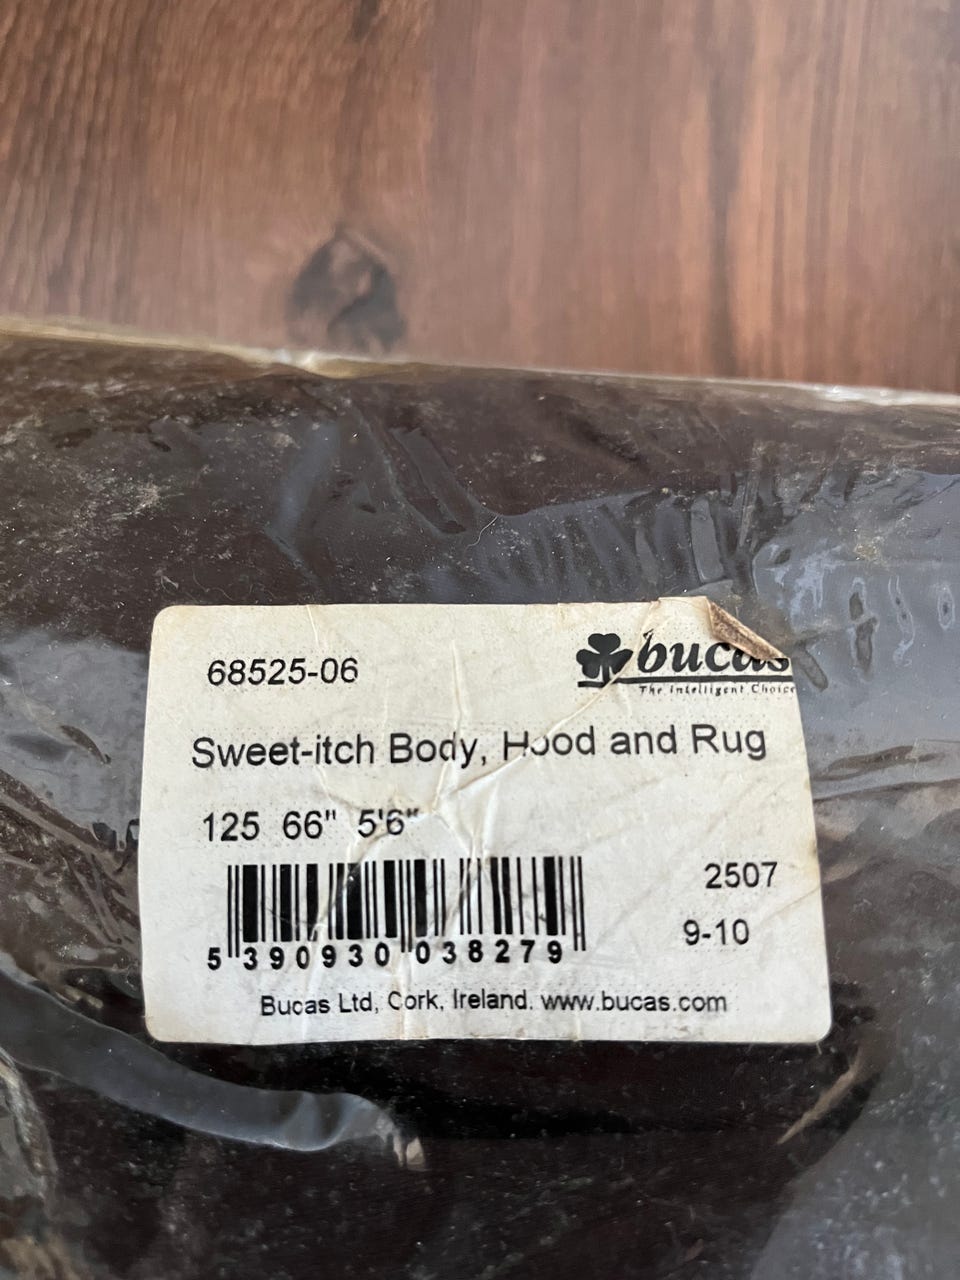 68525-06
bucas
The Intelligent Choice
Sweet-itch Body, Hood and Rug
125 66" 5'6"
2507
9-10
5 390930 038279
Bucas Ltd, Cork, Ireland. www.bucas.com